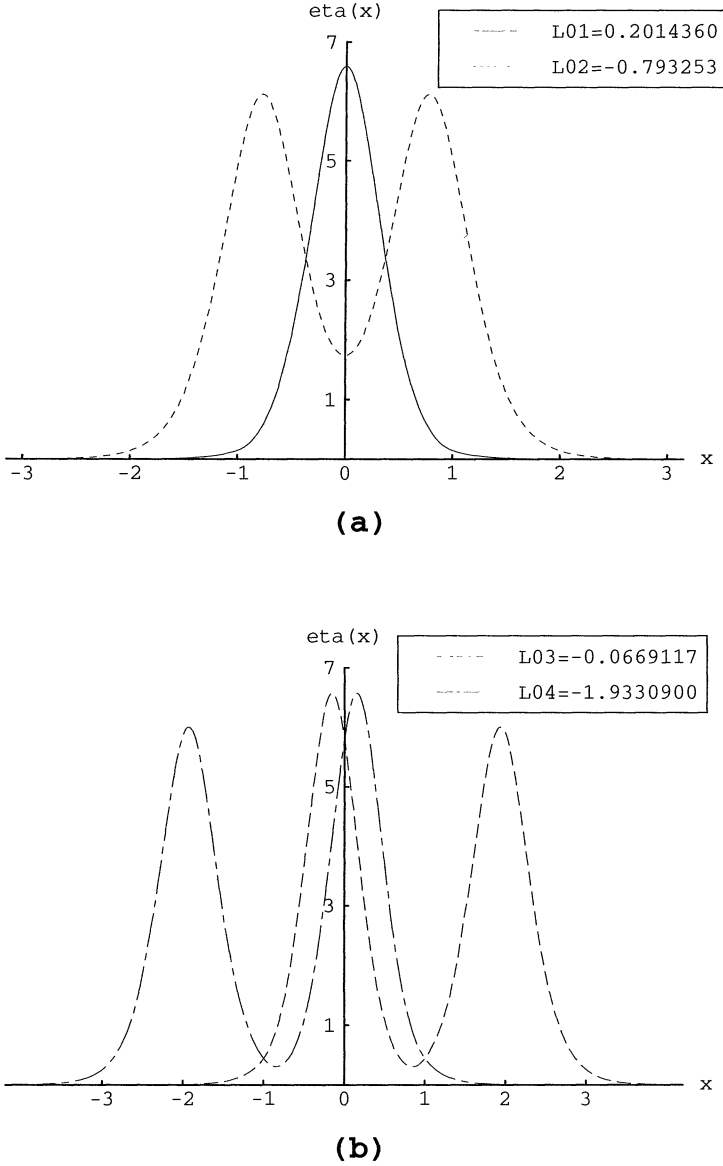 eta(x)
L01=0.2014360
L02=-0.793253
7
5
3
1
-3 -2 -1 0 1 2 3 x
(a)
eta(x)
L03=-0.0669117
L04=-1.9330900
7
5
3
1
-3 -2 -1 0 1 2 3 x
(b)